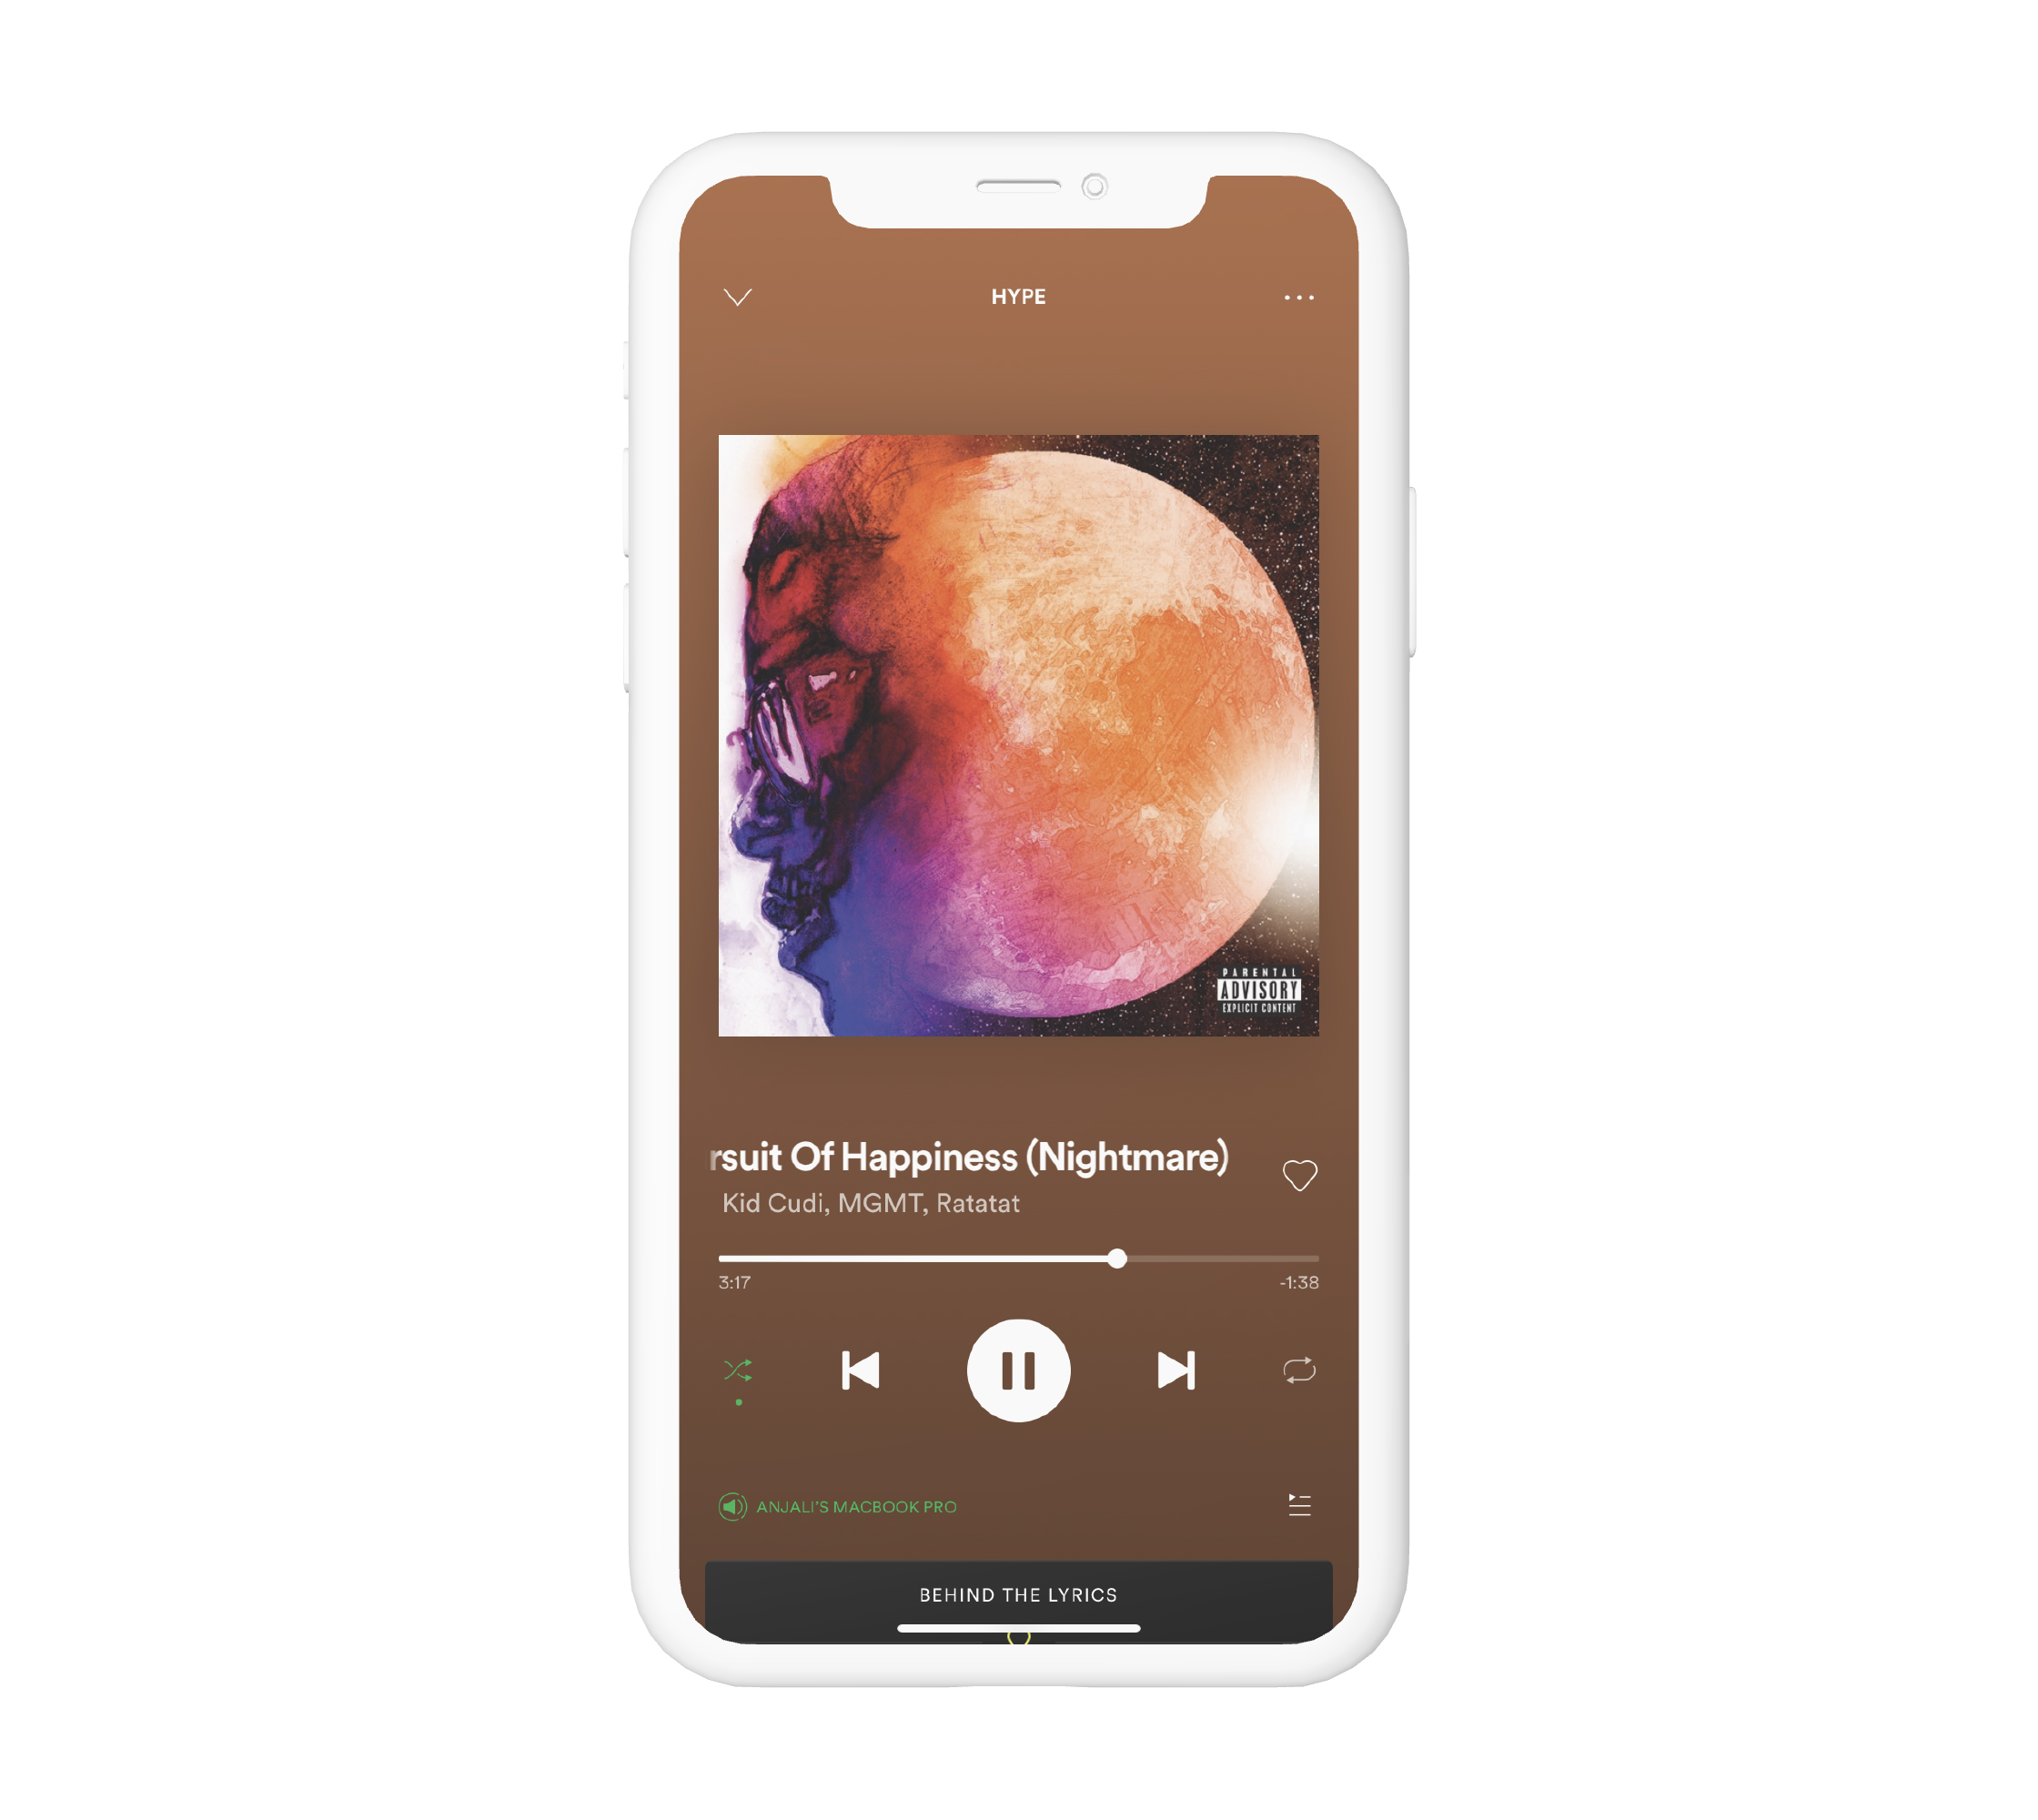 HYPE
PARENTAL
ADVISORY
EXPLICIT CONTENT
rsuit Of Happiness (Nightmare)
Kid Cudi, MGMT, Ratatat
3:17
-1:38
ANJALI'S MACBOOK PRO
BEHIND THE LYRICS